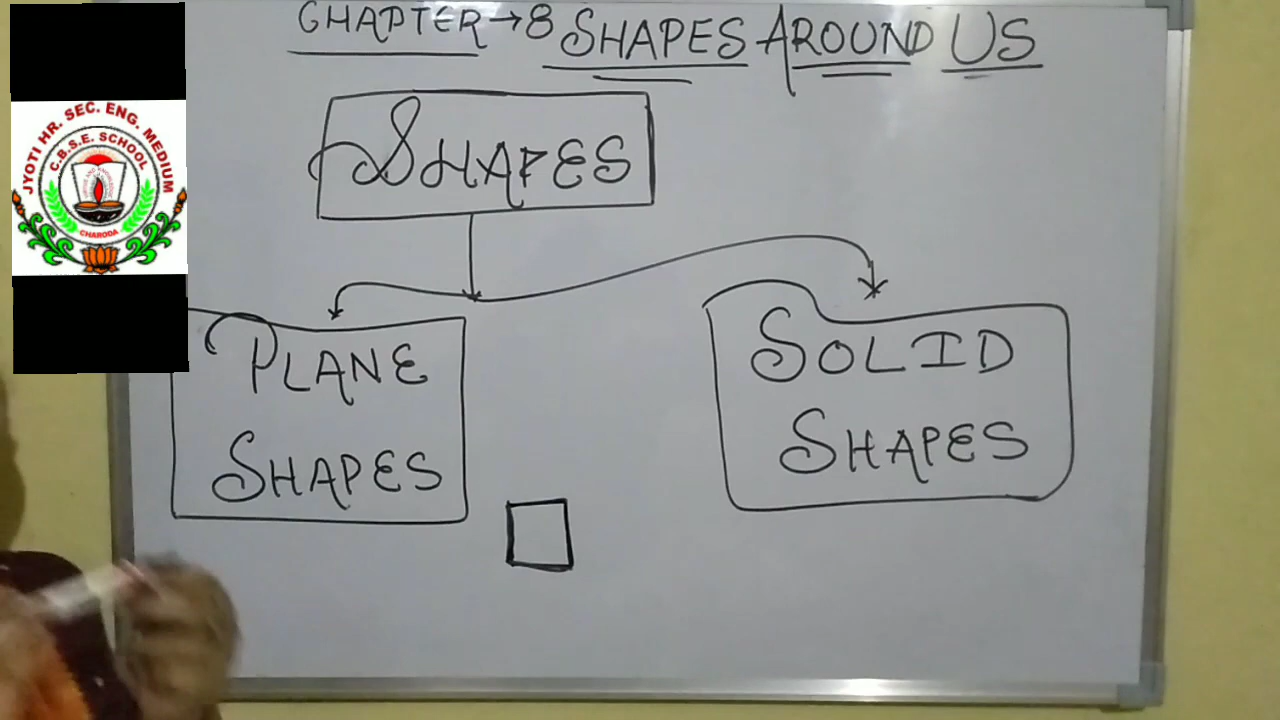 CHAPTER → 8 SHAPES AROUND US
JYOTI HR. SEC. ENG. MEDIUM
C.B.S.E. SCHOOL
CHARODA
SHAPES
PLANE
SHAPES
SOLID
SHAPES